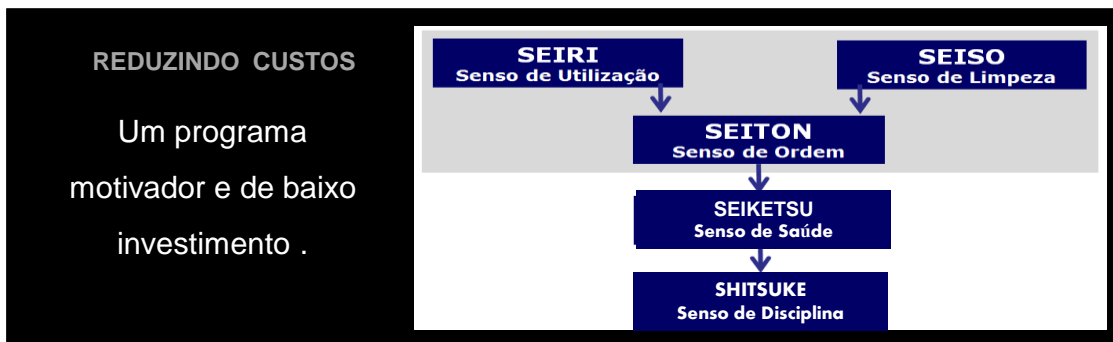 REDUZINDO CUSTOS
Um programa
motivador e de baixo
investimento .
SEIRI
Senso de Utilização
SEISO
Senso de Limpeza
SEITON
Senso de Ordem
SEIKETSU
Senso de Saúde
SHITSUKE
Senso de Disciplina